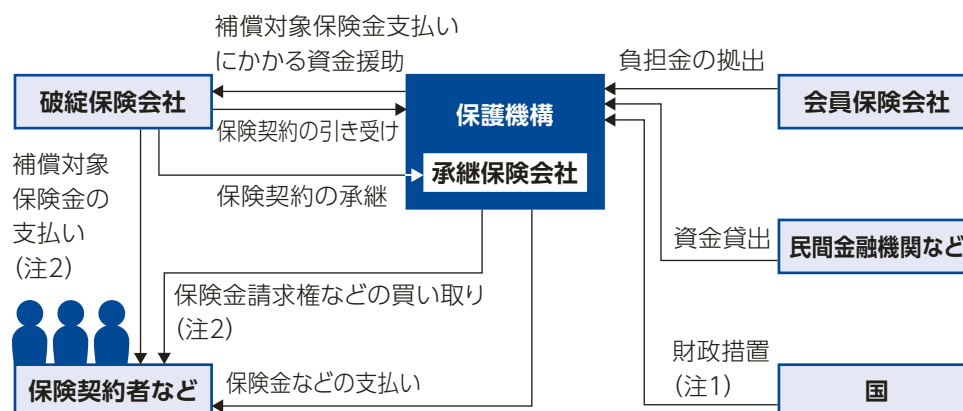 補償対象保険金支払い
にかかる資金援助
負担金の拠出
破綻保険会社
保護機構
会員保険会社
保険契約の引き受け
承継保険会社
補償対象
保険金の
支払い
(注2)
保険契約の承継
資金貸出
民間金融機関など
保険金請求権などの買い取り
(注2)
財政措置
(注1)
保険契約者など
保険金などの支払い
国